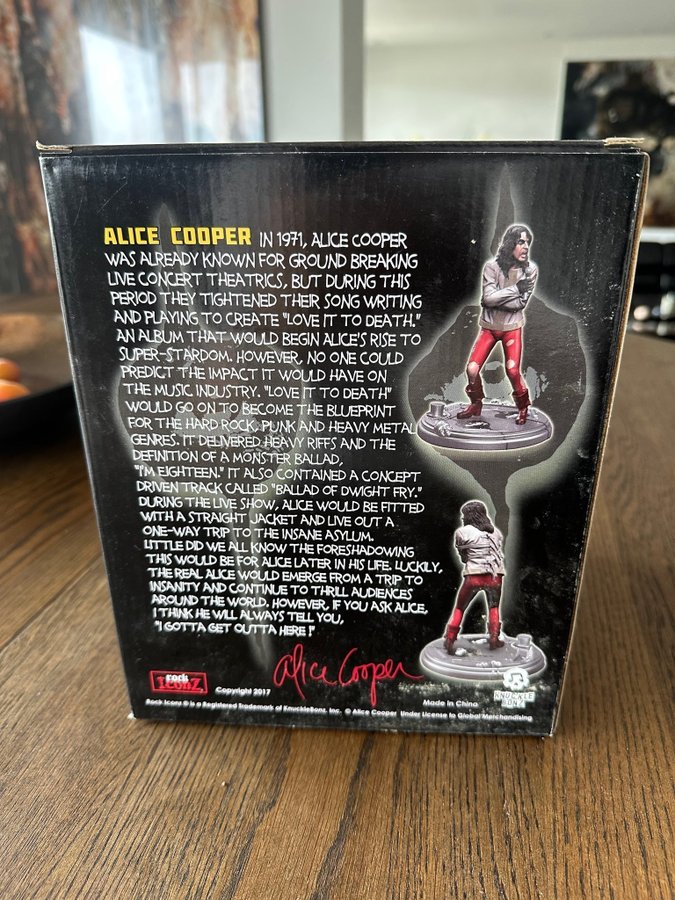 ALICE COOPER IN 1971, ALICE COOPER
WAS ALREADY KNOWN FOR GROUND BREAKING
LIVE CONCERT THEATRICS, BUT DURING THIS
PERIOD THEY TIGHTENED THEIR SONG WRITING
AND PLAYING TO CREATE "LOVE IT TO DEATH."
AN ALBUM THAT WOULD BEGIN ALICE'S RISE TO
SUPER-STARDOM. HOWEVER, NO ONE COULD
PREDICT THE IMPACT IT WOULD HAVE ON
THE MUSIC INDUSTRY. "LOVE IT TO DEATH"
WOULD GO ON TO BECOME THE BLUEPRINT
FOR THE HARD ROCK, PUNK AND HEAVY METAL
GENRES. IT DELIVERED HEAVY RIFFS AND THE
DEFINITION OF A MONSTER BALLAD,
"I'M EIGHTEEN." IT ALSO CONTAINED A CONCEPT
DRIVEN TRACK CALLED "BALLAD OF DWIGHT FRY."
DURING THE LIVE SHOW, ALICE WOULD BE FITTED
WITH A STRAIGHT JACKET AND LIVE OUT A
ONE-WAY TRIP TO THE INSANE ASYLUM.
LITTLE DID WE ALL KNOW THE FORESHADOWING
THIS WOULD BE FOR ALICE LATER IN HIS LIFE. LUCKILY,
THE REAL ALICE WOULD EMERGE FROM A TRIP TO
INSANITY AND CONTINUE TO THRILL AUDIENCES
AROUND THE WORLD. HOWEVER, IF YOU ASK ALICE,
I THINK HE WILL ALWAYS TELL YOU,
"I GOTTA GET OUTTA HERE!"
Alice Cooper
rock
IconZ
Copyright 2017
Made in China
KNUCKLE
BONZ
Rock Iconz ® is a Registered Trademark of KnuckleBonz, Inc. © Alice Cooper Under License to Global Merchandising